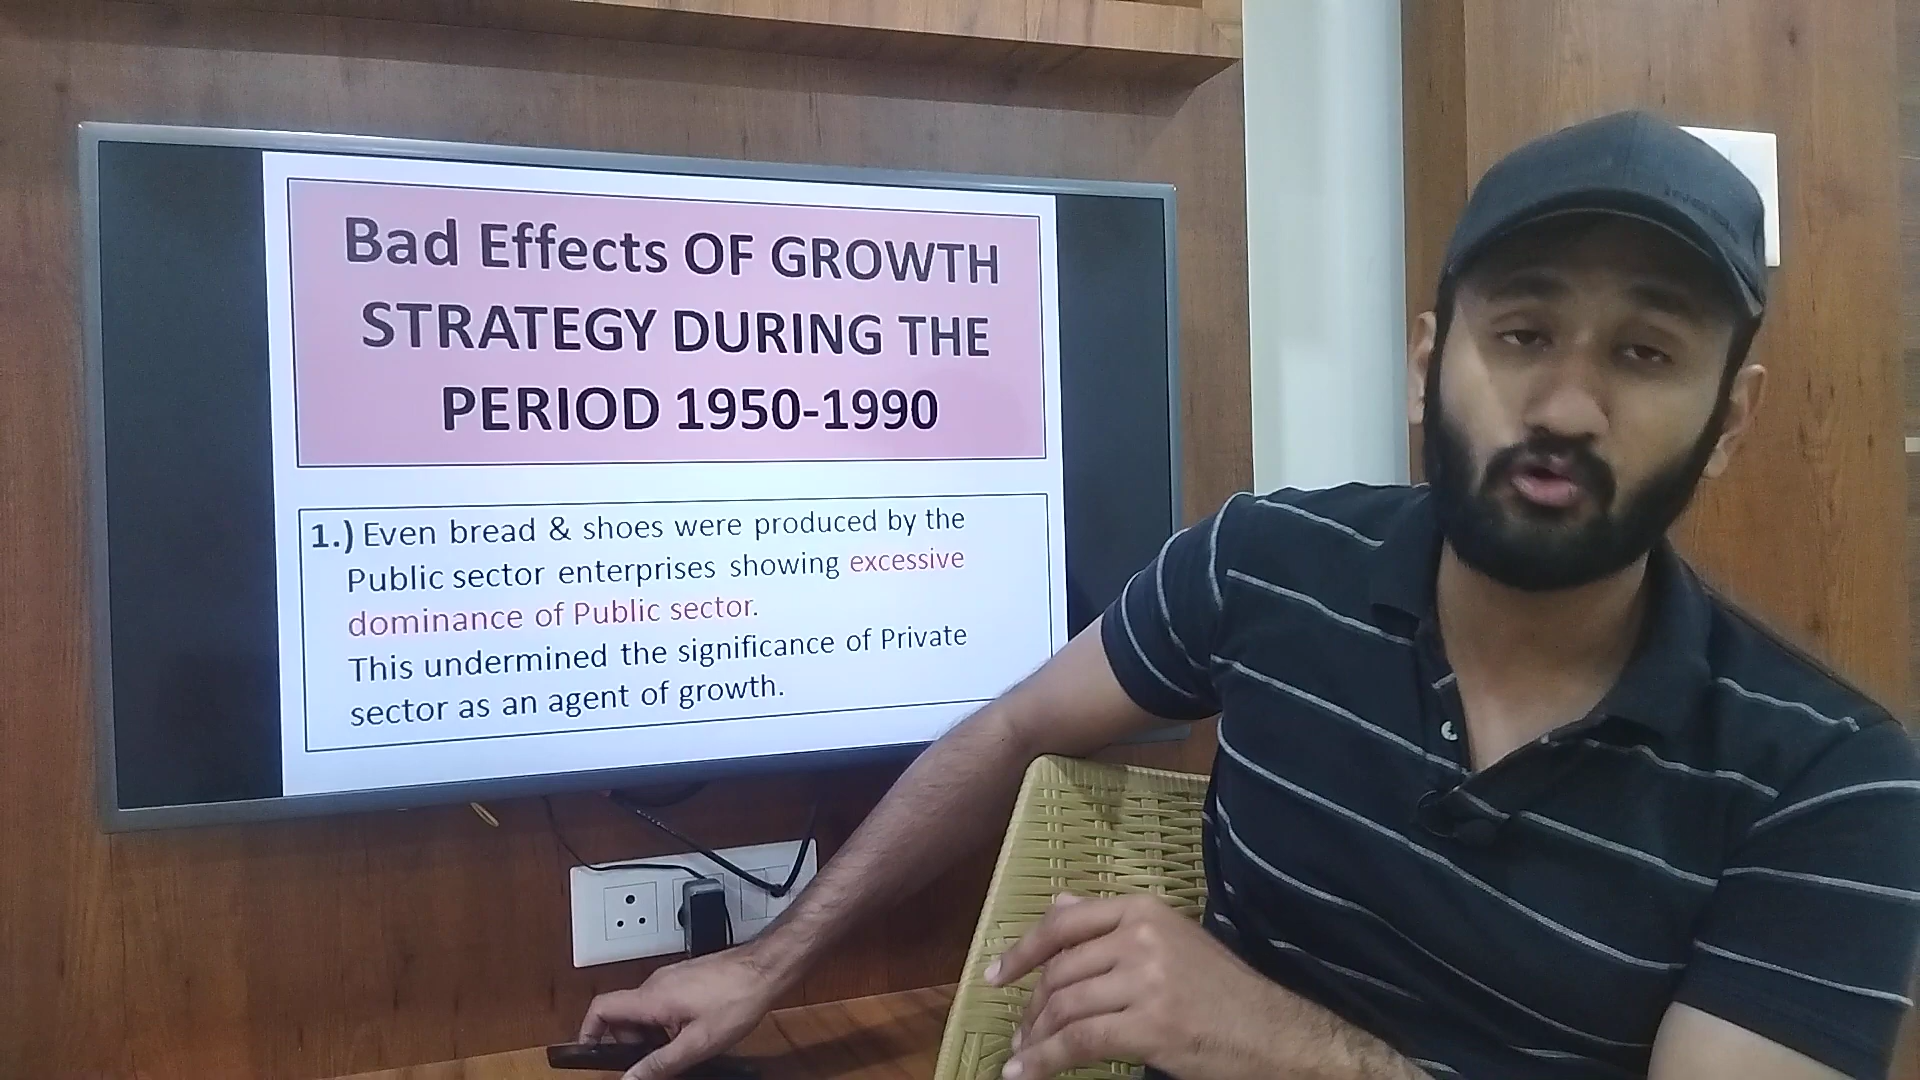 Bad Effects OF GROWTH
STRATEGY DURING THE
PERIOD 1950-1990
1.) Even bread & shoes were produced by the
Public sector enterprises showing excessive
dominance of Public sector.
This undermined the significance of Private
sector as an agent of growth.